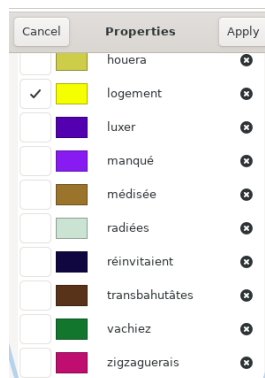 Cancel Properties Apply
houera
logement
luxer
manqué
médisée
radiées
réinvitaient
transbahutâtes
vachiez
zigzaguerais